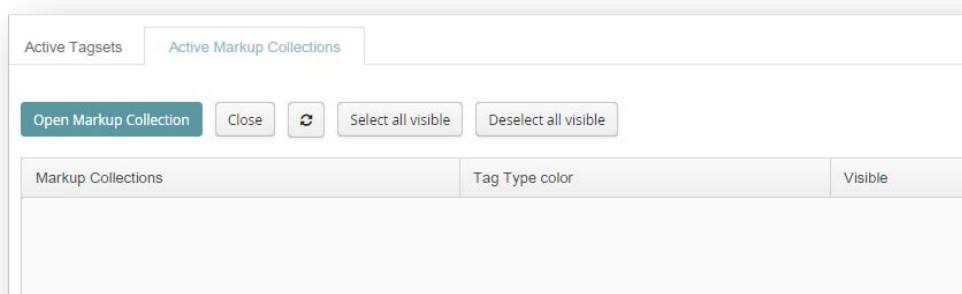 Active Tagsets Active Markup Collections
Open Markup Collection Close Select all visible Deselect all visible
Markup Collections Tag Type color Visible